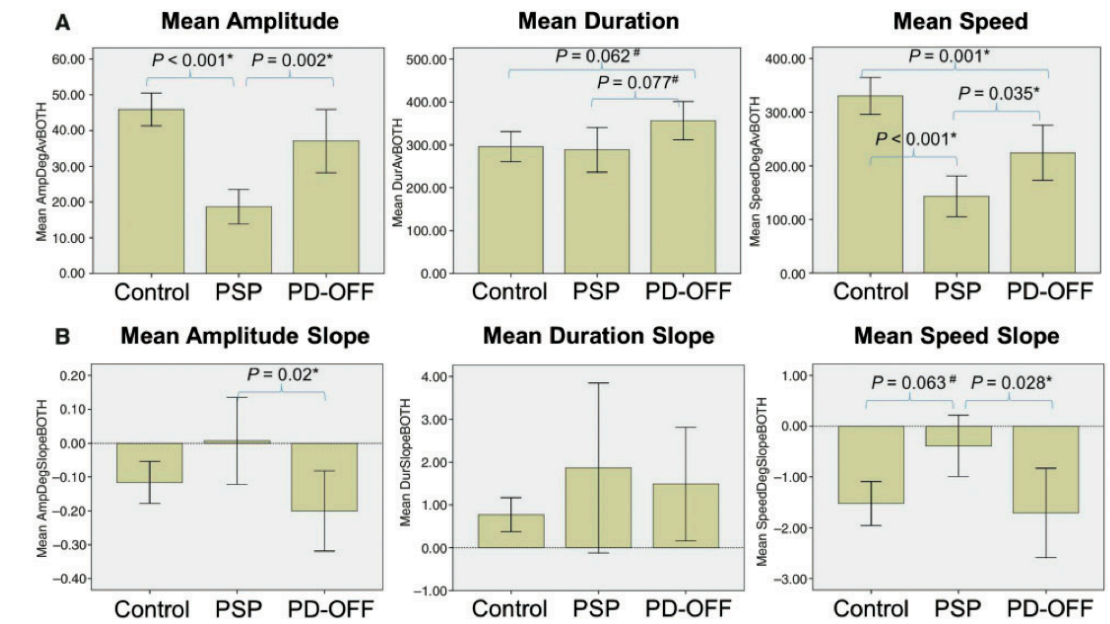 A
Mean Amplitude
Mean AmpDegAvBOTH
60.00
50.00
40.00
30.00
20.00
10.00
0.00
P < 0.001*
P = 0.002*
Control PSP PD-OFF
Mean Duration
Mean DurAvBOTH
500.00
400.00
300.00
200.00
100.00
0.00
P = 0.062 #
P = 0.077#
Control PSP PD-OFF
Mean Speed
Mean SpeedDegAvBOTH
400.00
300.00
200.00
100.00
0.00
P = 0.001*
P = 0.035*
P < 0.001*
Control PSP PD-OFF
B
Mean Amplitude Slope
Mean AmpDegSlopeBOTH
0.20
0.10
0.00
−0.10
−0.20
−0.30
−0.40
P = 0.02*
Control PSP PD-OFF
Mean Duration Slope
Mean DurSlopeBOTH
4.00
3.00
2.00
1.00
0.00
−1.00
Control PSP PD-OFF
Mean Speed Slope
Mean SpeedDegSlopeBOTH
1.00
0.00
−1.00
−2.00
−3.00
P = 0.063 #
P = 0.028*
Control PSP PD-OFF